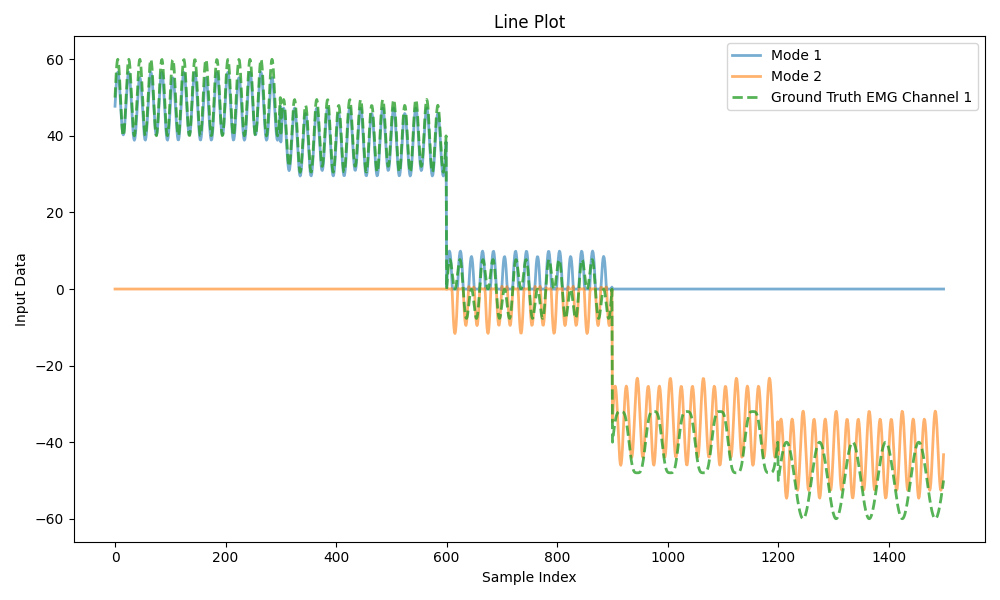 Line Plot
Mode 1
Mode 2
Ground Truth EMG Channel 1
Input Data
60
40
20
0
−20
−40
−60
0
200
400
600
800
1000
1200
1400
Sample Index